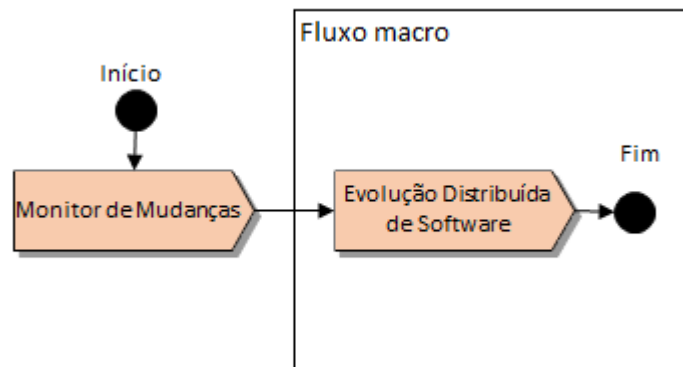 Fluxo macro
Início
Fim
Monitor de Mudanças
Evolução Distribuída
de Software